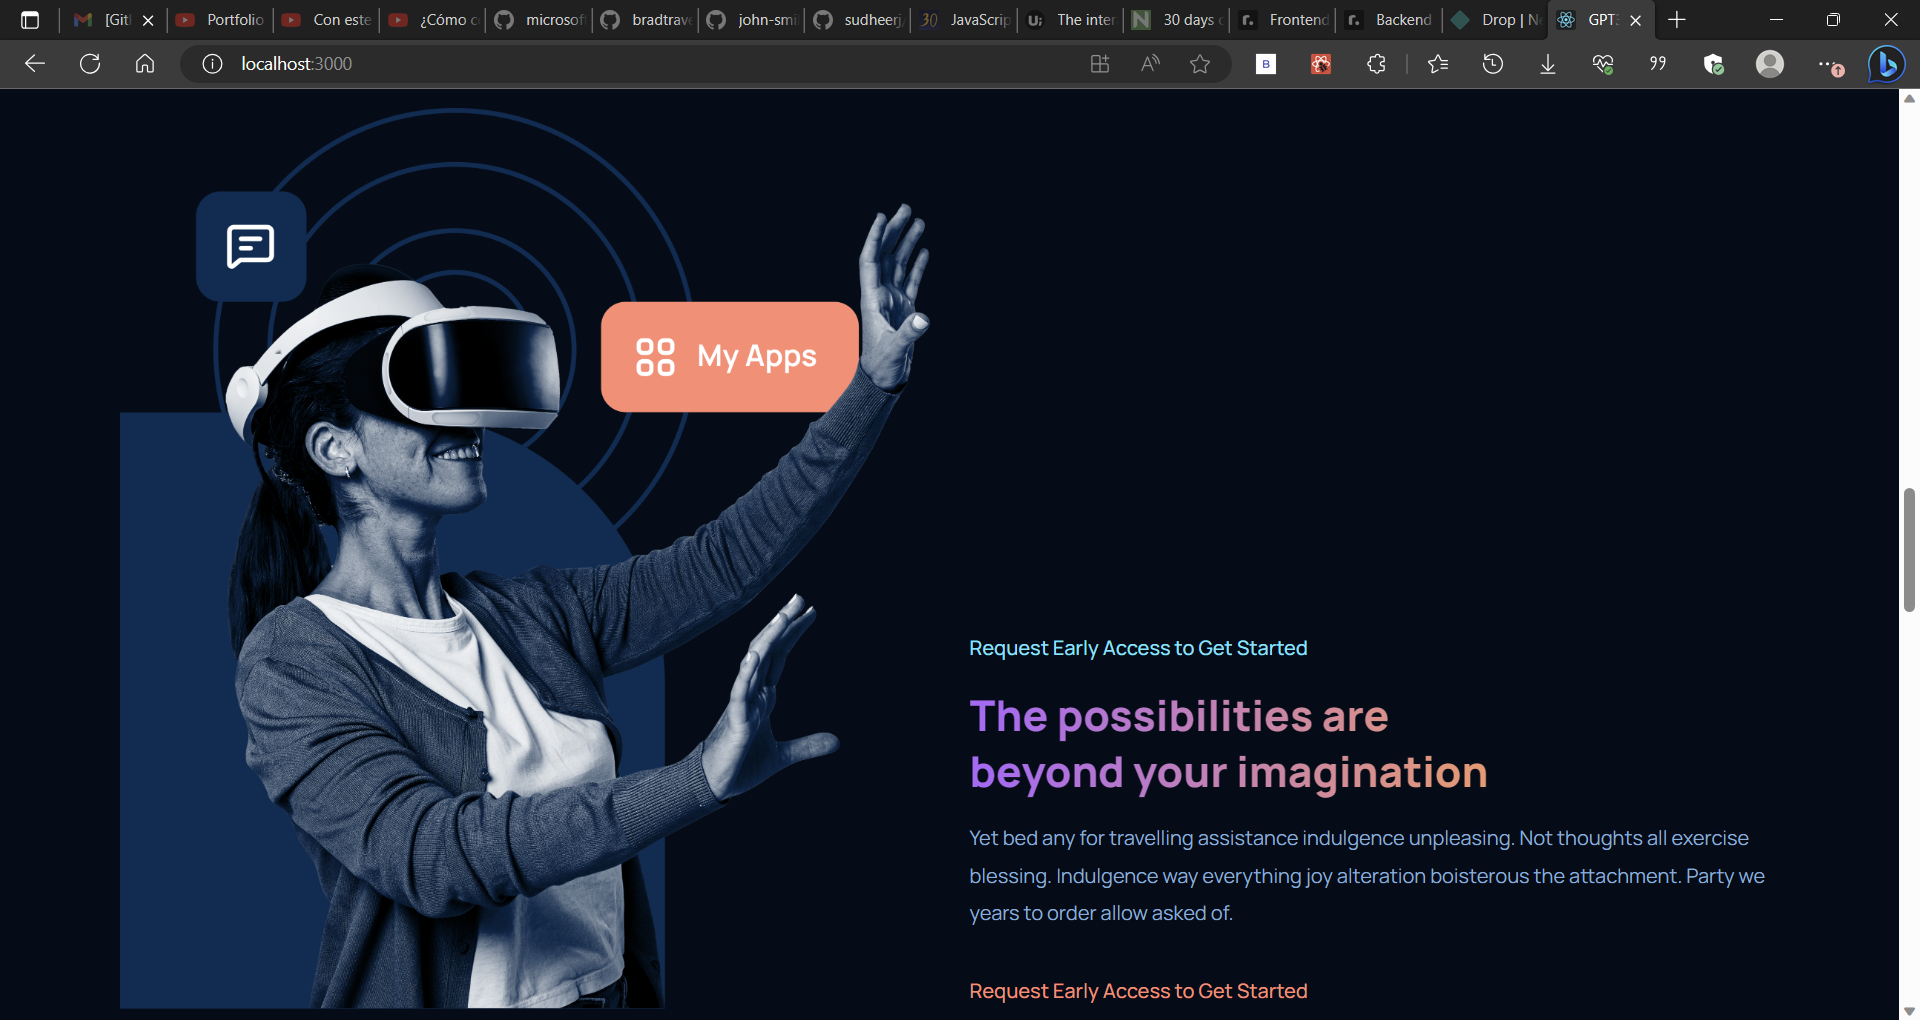 [Git
Portfolio
Con este
¿Cómo c
microsof
bradtrave
john-smi
sudheerj
30 JavaScrip
The inter
30 days c
Frontend
Backend
Drop | N
GPT
localhost:3000
B
My Apps
Request Early Access to Get Started
The possibilities are
beyond your imagination
Yet bed any for travelling assistance indulgence unpleasing. Not thoughts all exercise
blessing. Indulgence way everything joy alteration boisterous the attachment. Party we
years to order allow asked of.
Request Early Access to Get Started